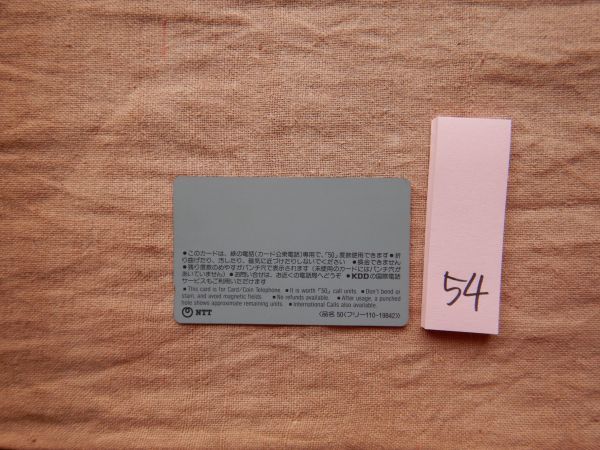 ● このカードは、緑の電話(カード公衆電話)専用で、「50」度数使用できます ● 折
り曲げたり、汚したり、磁気に近づけたりしないでください ● 換金できません
● 残り度数のめやすがパンチ穴で表示されます(未使用のカードにはパンチ穴が
あいていません) ● お問い合せは、お近くの電話局へどうぞ ● KDDの国際電話
サービスもご利用いただけます
● This card is for Card/Coin Telephone. ● It is worth「50」call units. ● Don't bend or
stain, and avoid magnetic fields. ● No refunds available. ● After usage, a punched
hole shows approximate remaining units. ● International Calls also available.
NTT
〈品名 50〈フリー110-19842〉〉
54